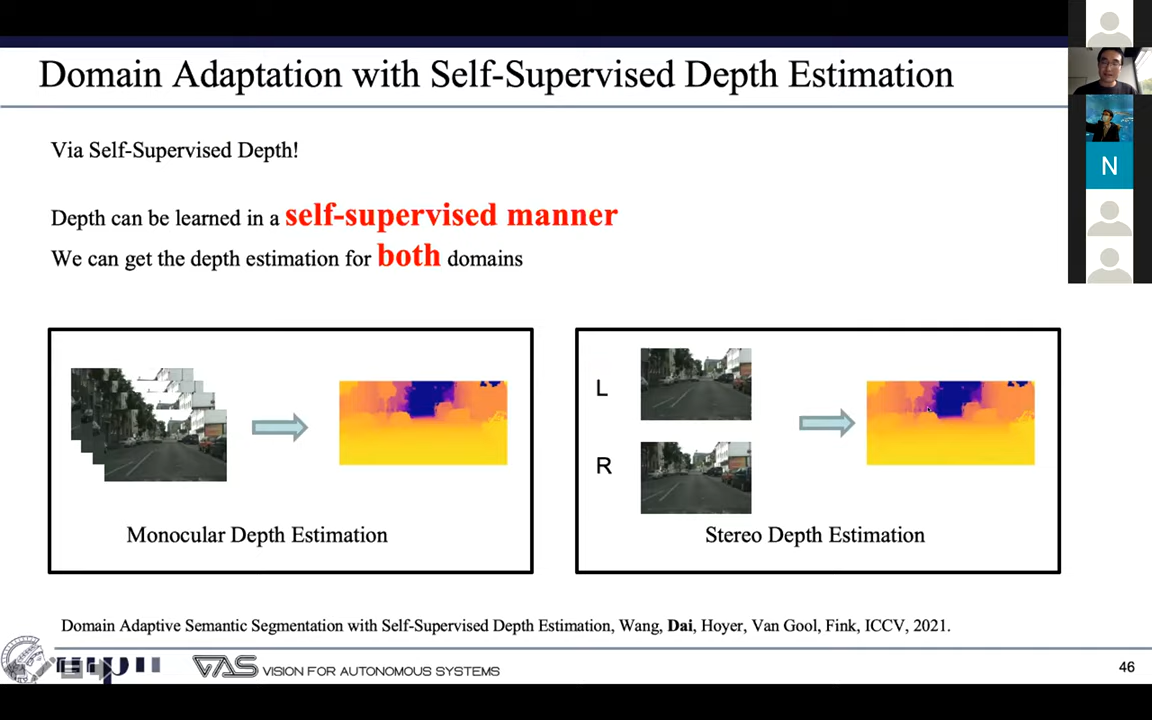 Domain Adaptation with Self-Supervised Depth Estimation
N
Via Self-Supervised Depth!
Depth can be learned in a self-supervised manner
We can get the depth estimation for both domains
L
R
Monocular Depth Estimation
Stereo Depth Estimation
Domain Adaptive Semantic Segmentation with Self-Supervised Depth Estimation, Wang, Dai, Hoyer, Van Gool, Fink, ICCV, 2021.
VAS VISION FOR AUTONOMOUS SYSTEMS
46